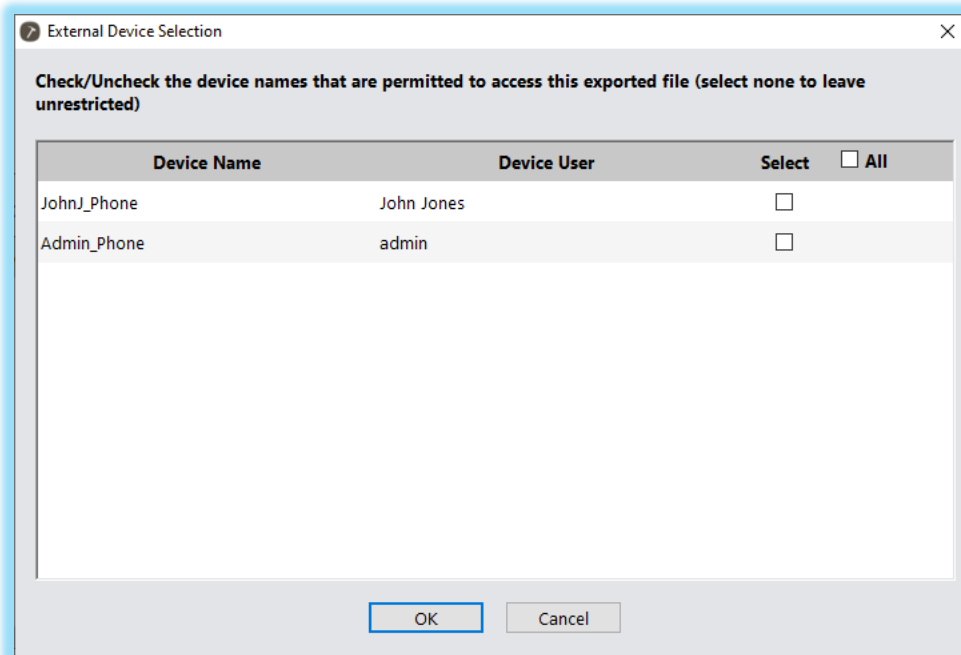 External Device Selection
Check/Uncheck the device names that are permitted to access this exported file (select none to leave
unrestricted)
Device Name Device User Select All
JohnJ_Phone John Jones
Admin_Phone admin
OK Cancel